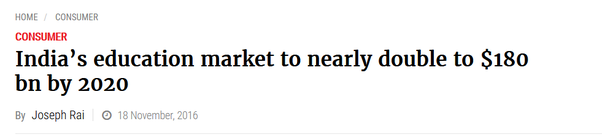 HOME / CONSUMER
CONSUMER
India's education market to nearly double to $180
bn by 2020
By Joseph Rai 18 November, 2016